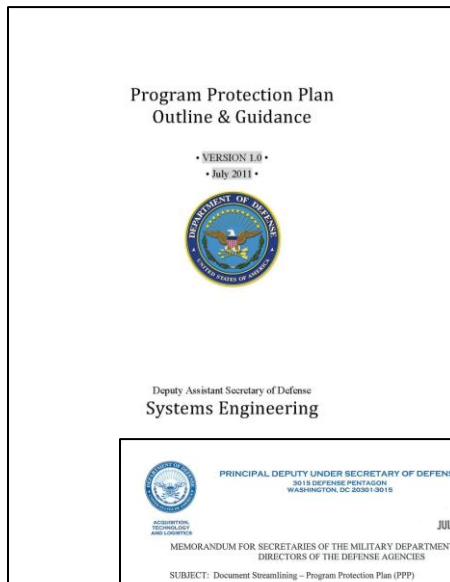 Program Protection Plan
Outline & Guidance
• VERSION 1.0 •
• July 2011 •
DEPARTMENT OF DEFENSE
UNITED STATES OF AMERICA
Deputy Assistant Secretary of Defense
Systems Engineering
PRINCIPAL DEPUTY UNDER SECRETARY OF DEFENS
3015 DEFENSE PENTAGON
WASHINGTON, DC 20301-3015
ACQUISITION,
TECHNOLOGY
AND LOGISTICS
JUL
MEMORANDUM FOR SECRETARIES OF THE MILITARY DEPARTMENT
DIRECTORS OF THE DEFENSE AGENCIES
SUBJECT: Document Streamlining – Program Protection Plan (PPP)